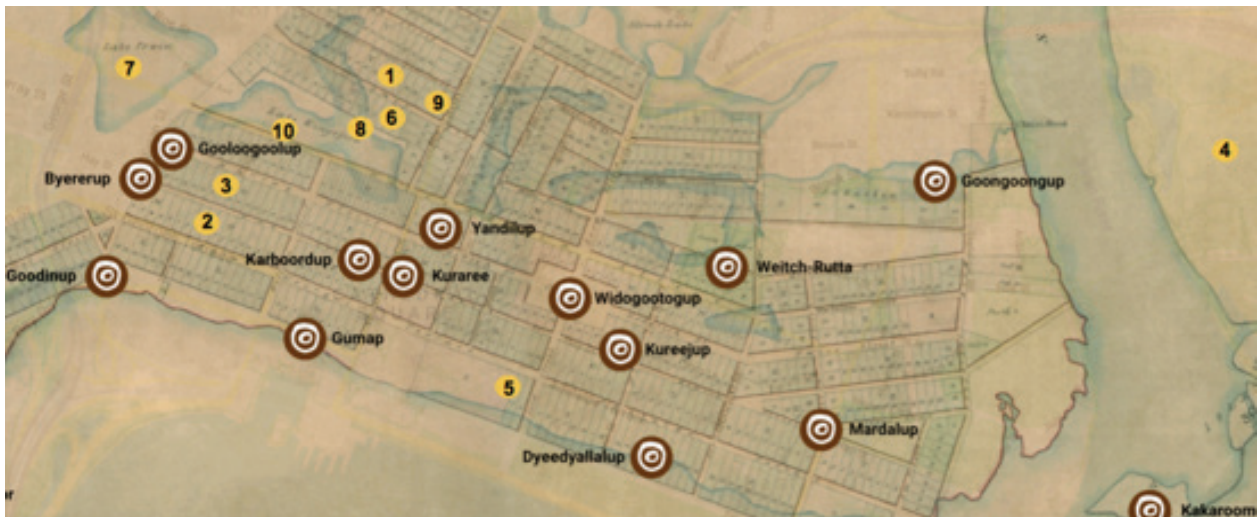 7
1
9
6
8
10
4
Gooloogoolup
Byererup
3
Goongoongup
2
Yandilup
Karboordup
Kuraree
Weitch-Rutta
Goodinup
Widogootogup
Gumap
Kureejup
5
Mardalup
Dyeedyallalup
Kakaroom